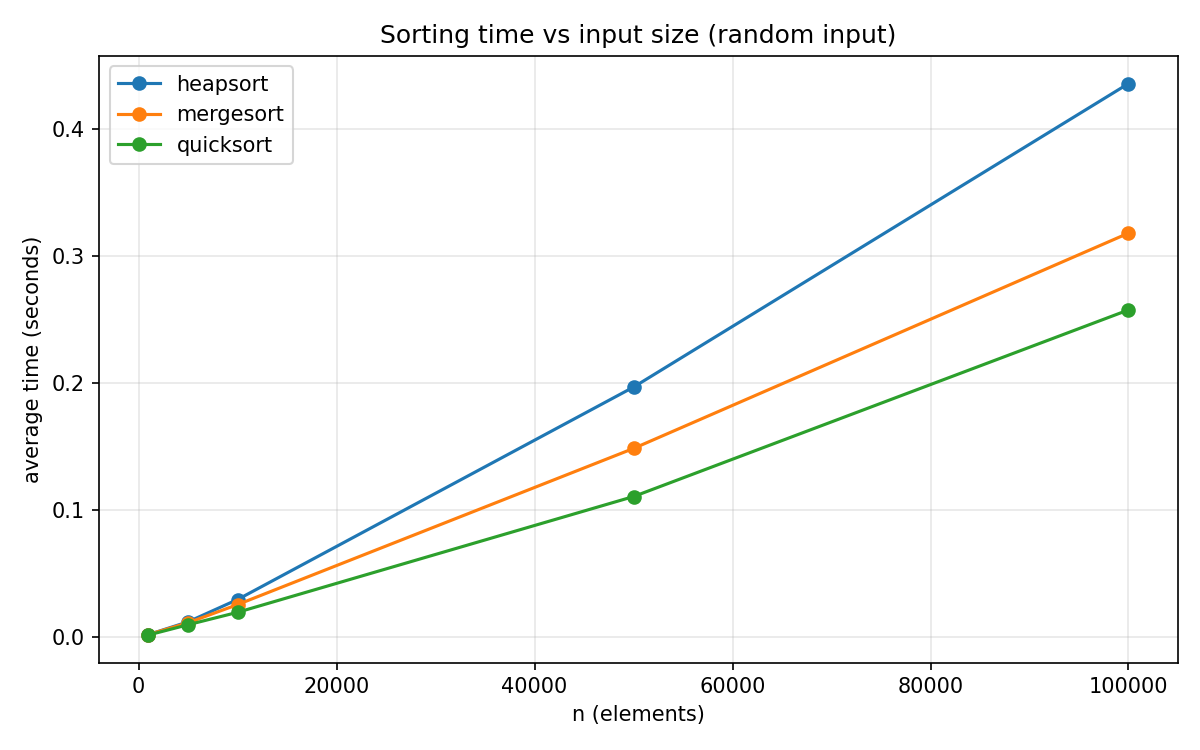 Sorting time vs input size (random input)
heapsort
mergesort
quicksort
average time (seconds)
0.4
0.3
0.2
0.1
0.0
0 20000 40000 60000 80000 100000
n (elements)